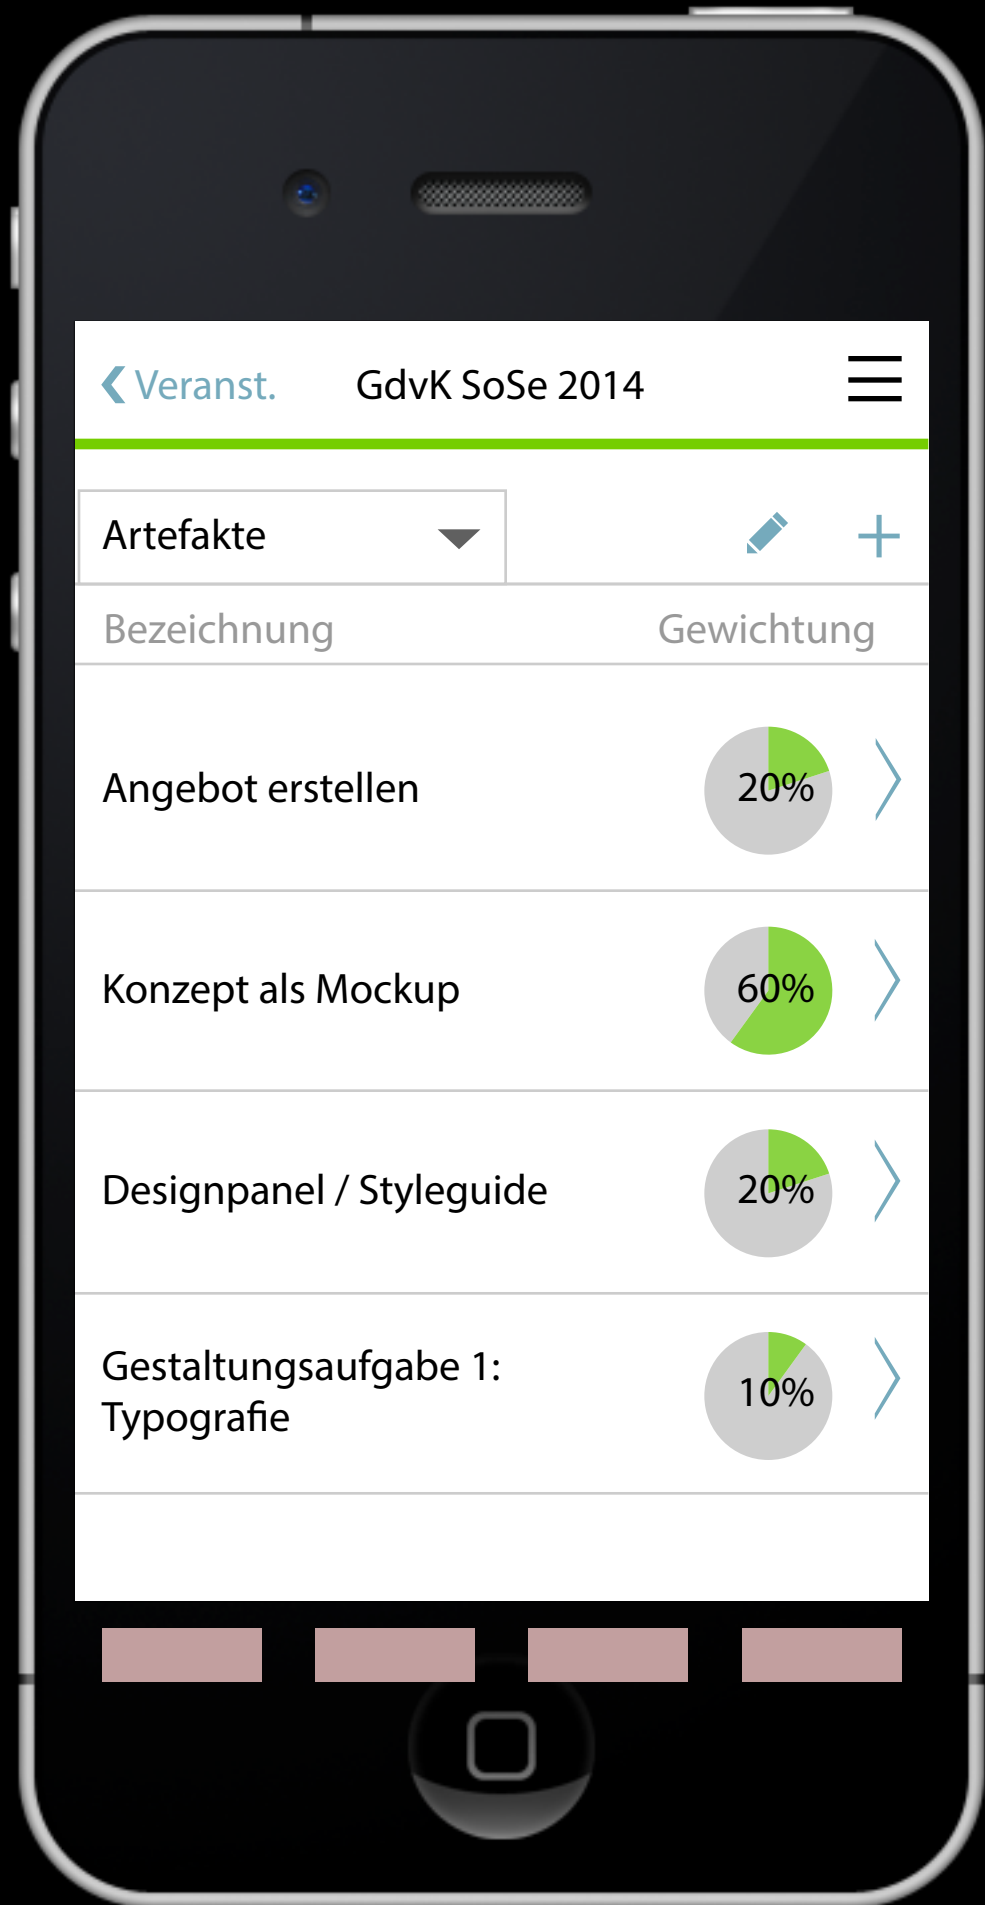 Veranst. GdvK SoSe 2014
Artefakte
Bezeichnung Gewichtung
Angebot erstellen 20%
Konzept als Mockup 60%
Designpanel / Styleguide 20%
Gestaltungsaufgabe 1:
Typografie 10%